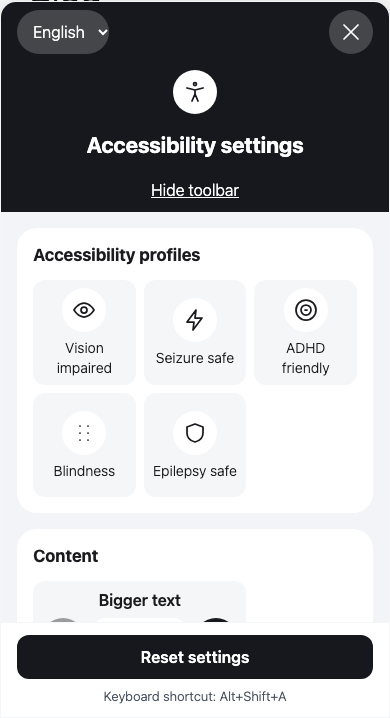 English
Accessibility settings
Hide toolbar
Accessibility profiles
Vision
impaired
Seizure safe
ADHD
friendly
Blindness
Epilepsy safe
Content
Bigger text
Reset settings
Keyboard shortcut: Alt+Shift+A